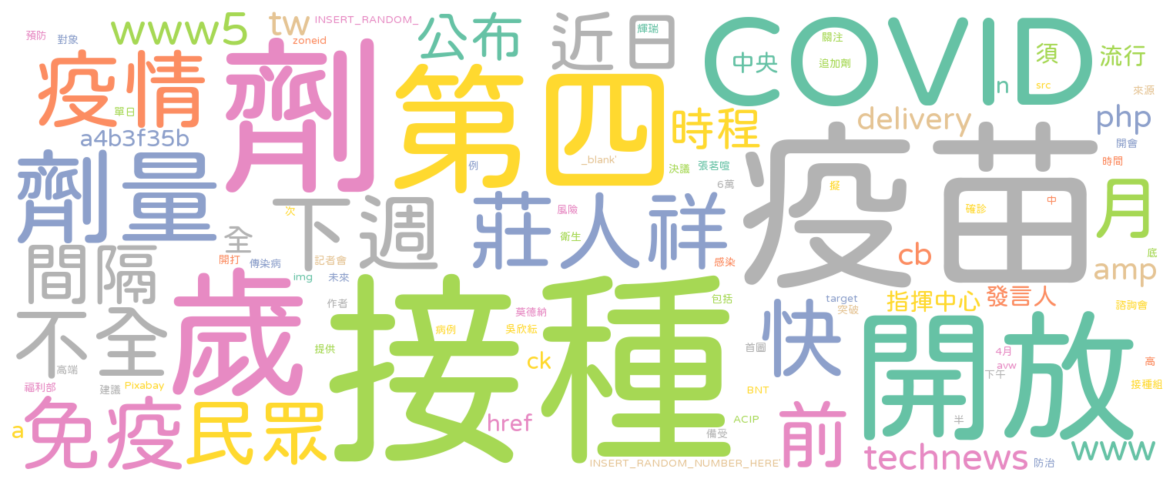 預防
對象
www5
tw
INSERT_RANDOM_
zoneid
公布
近日
輝瑞
COVID
中央
關注
追加劑
In
src
須
流行
來源
疫情
單日
a4b3f35b
劑
第四
例
_blank'
時程
決議
張茗喧
6萬
delivery
php
開會
時間
疫苗
擬
確診
中
月
底
劑量
次
下週
全
莊人祥
風險
衛生
感染
cb
amp
間隔
開打
傳染病
記者會
img
未來
作者
歲
接種
莫德納
吳欣紜
包括
病例
提供
target
突破
快
指揮中心
發言人
諮詢會
不全
高端
福利部
建議
Pixabay
ck
首圖
BNT
ACIP
備受
開放
4月
avw
下午
半
高
接種組
a
免疫
民眾
href
INSERT_RANDOM_NUMBER_HERE'
前
technews
防治
www